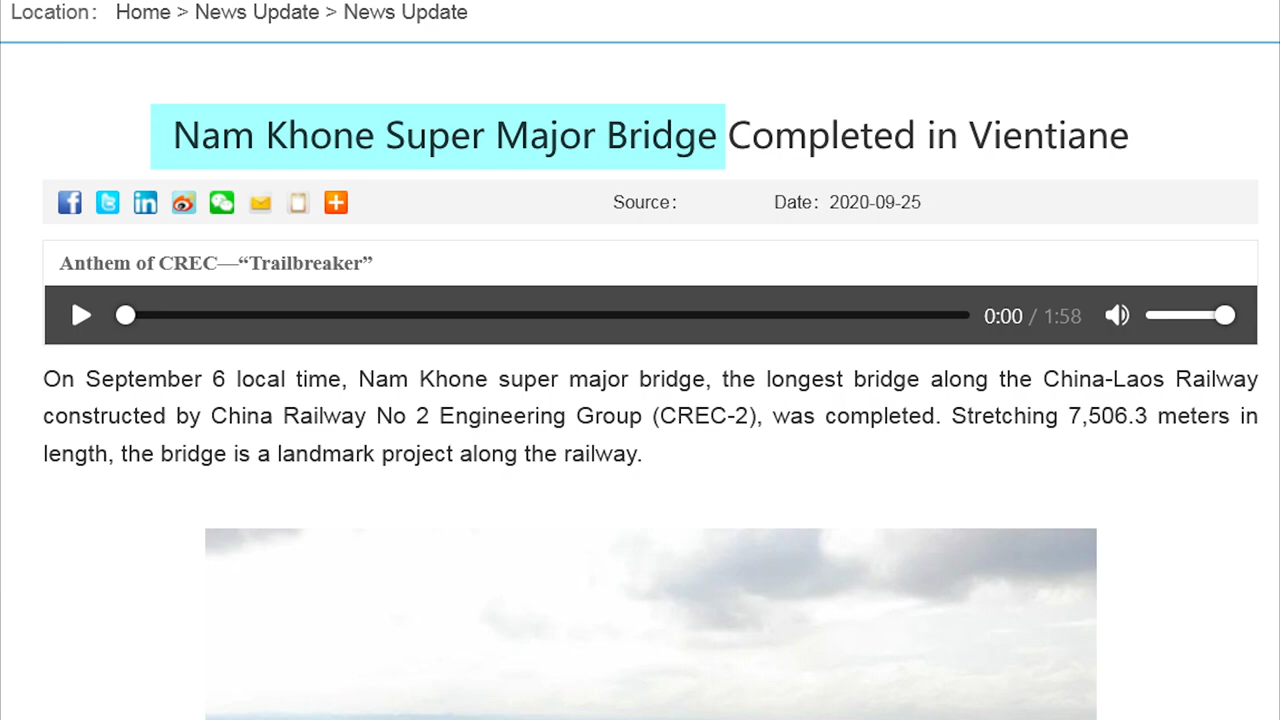 Location： Home > News Update > News Update
Nam Khone Super Major Bridge Completed in Vientiane
Source： Date：2020-09-25
Anthem of CREC—“Trailbreaker”
0:00 / 1:58
On September 6 local time, Nam Khone super major bridge, the longest bridge along the China-Laos Railway
constructed by China Railway No 2 Engineering Group (CREC-2), was completed. Stretching 7,506.3 meters in
length, the bridge is a landmark project along the railway.